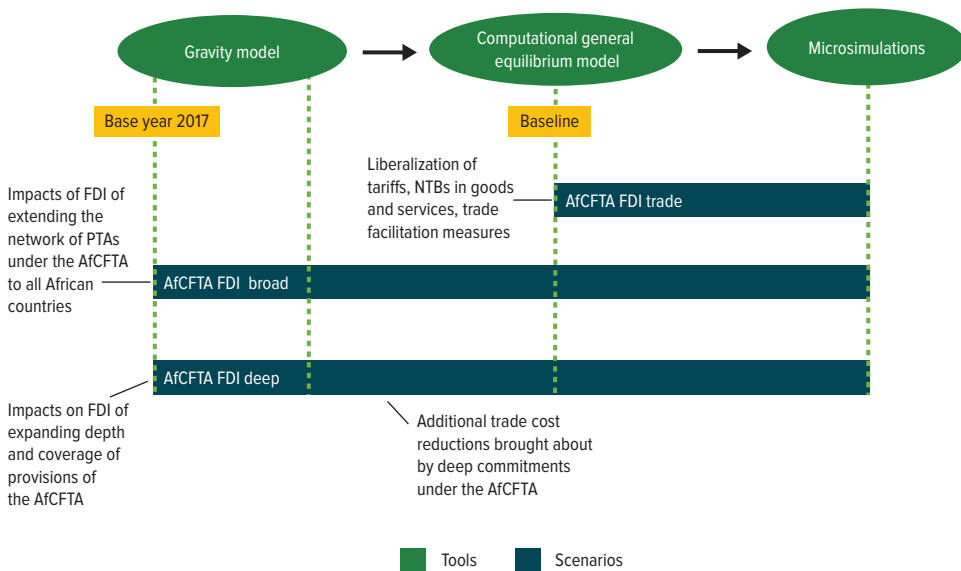 Gravity model
Computational general
equilibrium model
Microsimulations
Base year 2017
Baseline
Liberalization of
tariffs, NTBs in goods
and services, trade
facilitation measures
AfCFTA FDI trade
Impacts of FDI of
extending the
network of PTAs
under the AfCFTA
to all African
countries
AfCFTA FDI broad
AfCFTA FDI deep
Impacts on FDI of
expanding depth
and coverage of
provisions of
the AfCFTA
Additional trade cost
reductions brought about
by deep commitments
under the AfCFTA
Tools
Scenarios